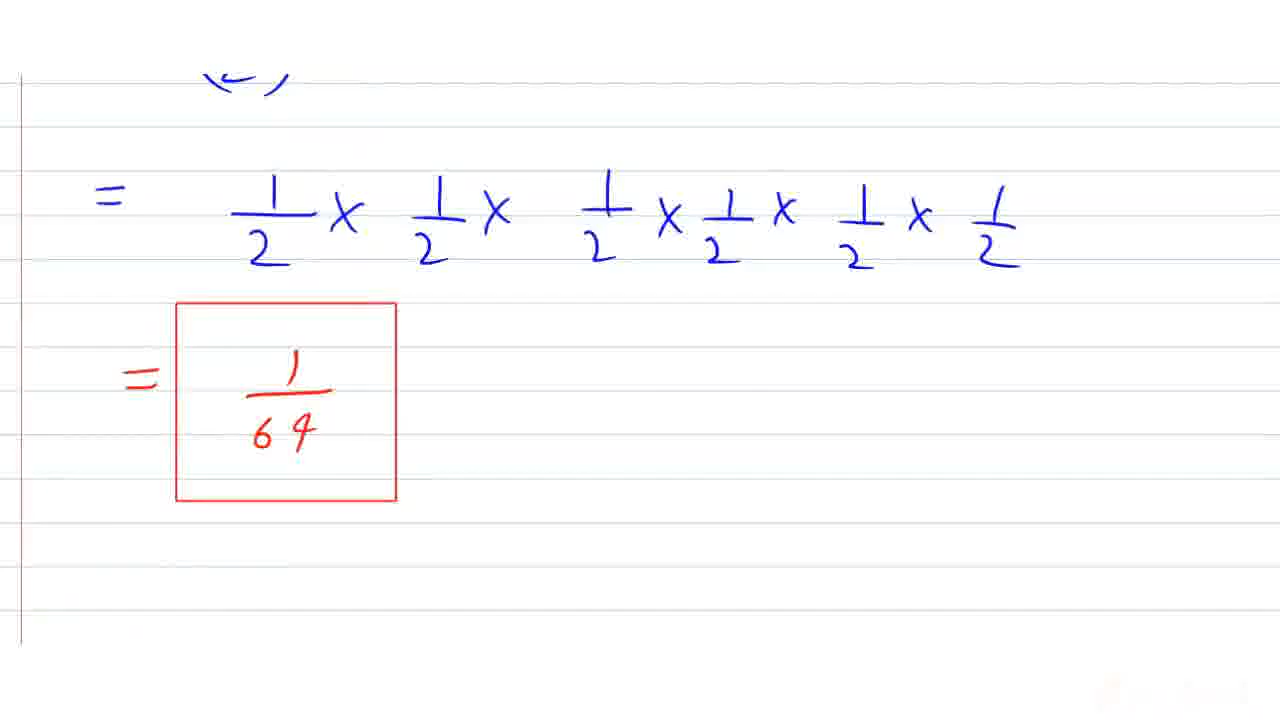 = 1/2 x 1/2 x 1/2 x 1/2 x 1/2 x 1/2
= 1/64